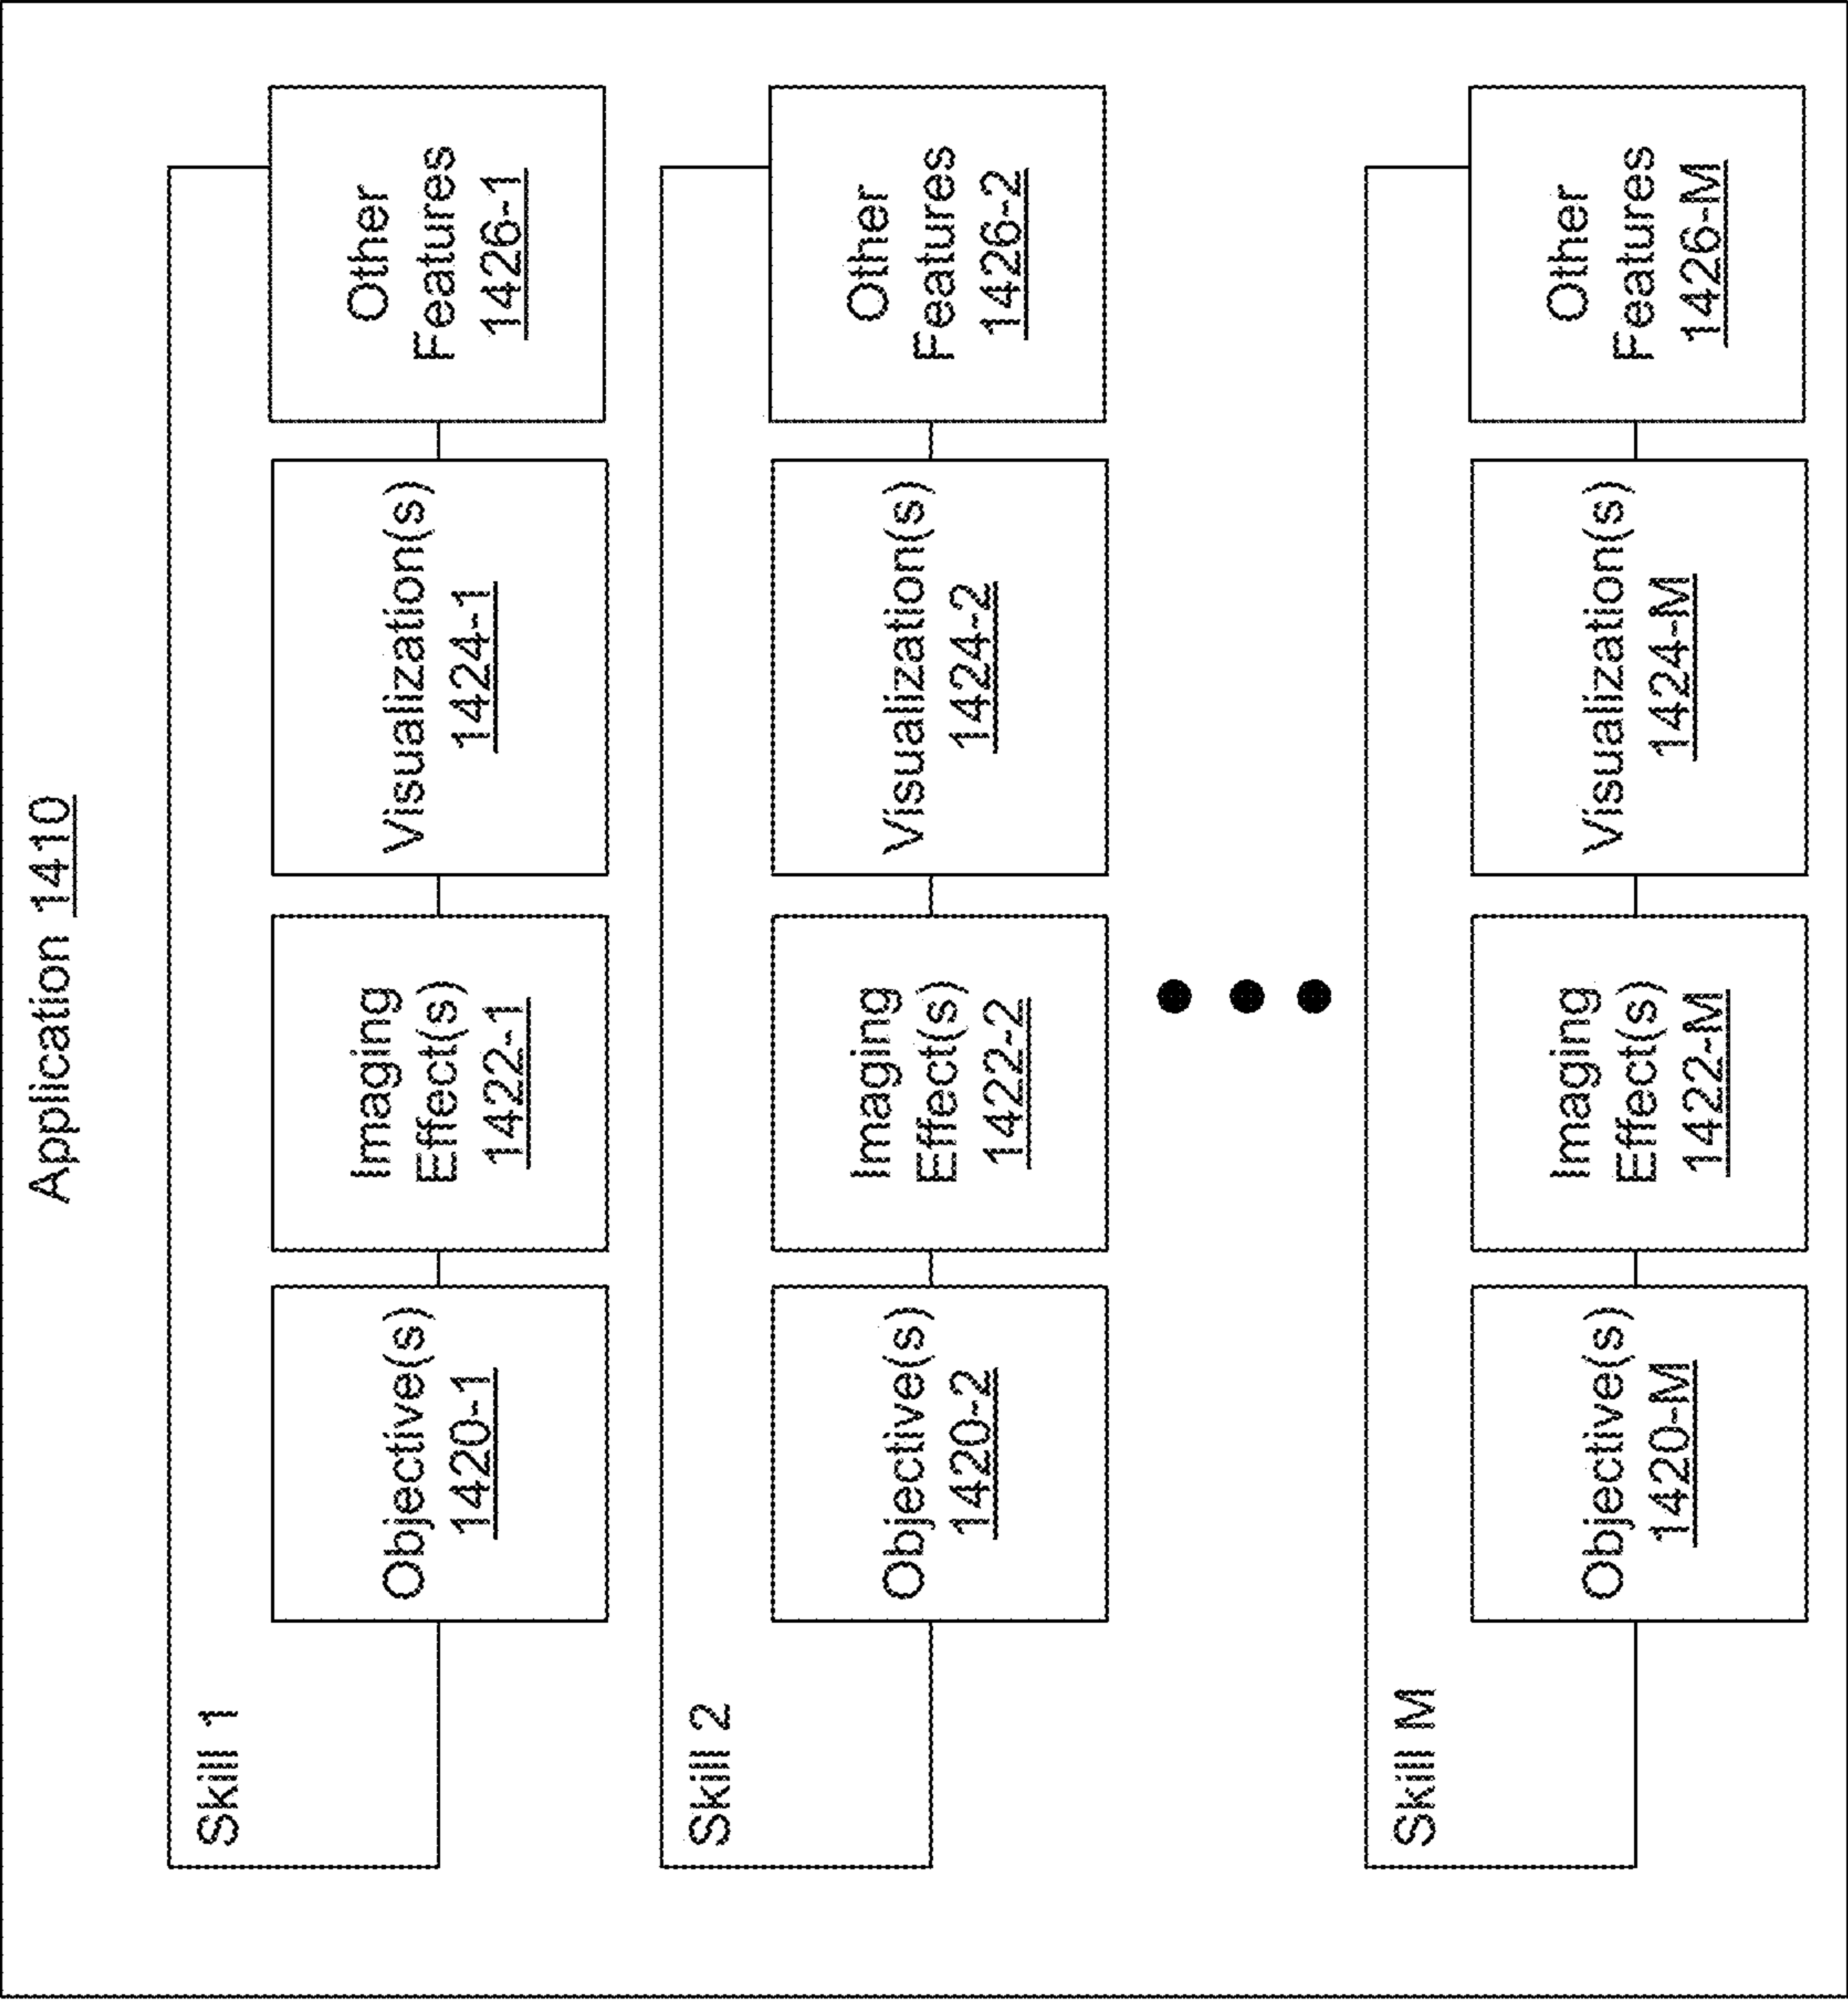 Application 1410
Skill 1
Objective(s)
1420-1
Imaging
Effect(s)
1422-1
Visualization(s)
1424-1
Other
Features
1426-1
Skill 2
Objective(s)
1420-2
Imaging
Effect(s)
1422-2
Visualization(s)
1424-2
Other
Features
1426-2
Skill M
Objective(s)
1420-M
Imaging
Effect(s)
1422-M
Visualization(s)
1424-M
Other
Features
1426-M